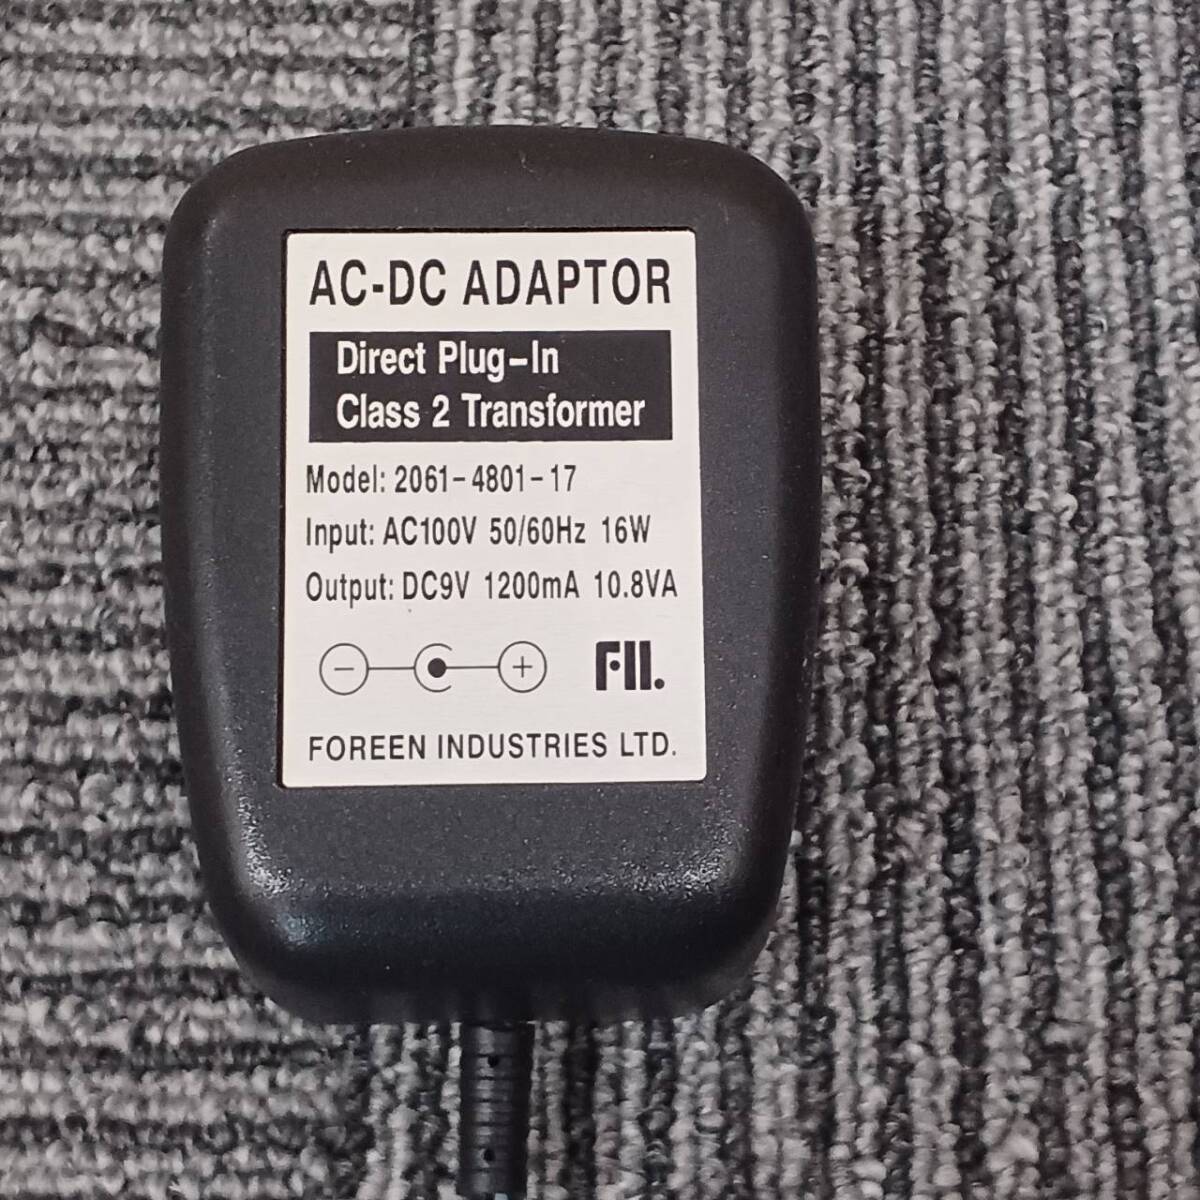 AC-DC ADAPTOR
Direct Plug-In
Class 2 Transformer
Model: 2061-4801-17
Input: AC100V 50/60Hz 16W
Output: DC9V 1200mA 10.8VA
− +
FII.
FOREEN INDUSTRIES LTD.